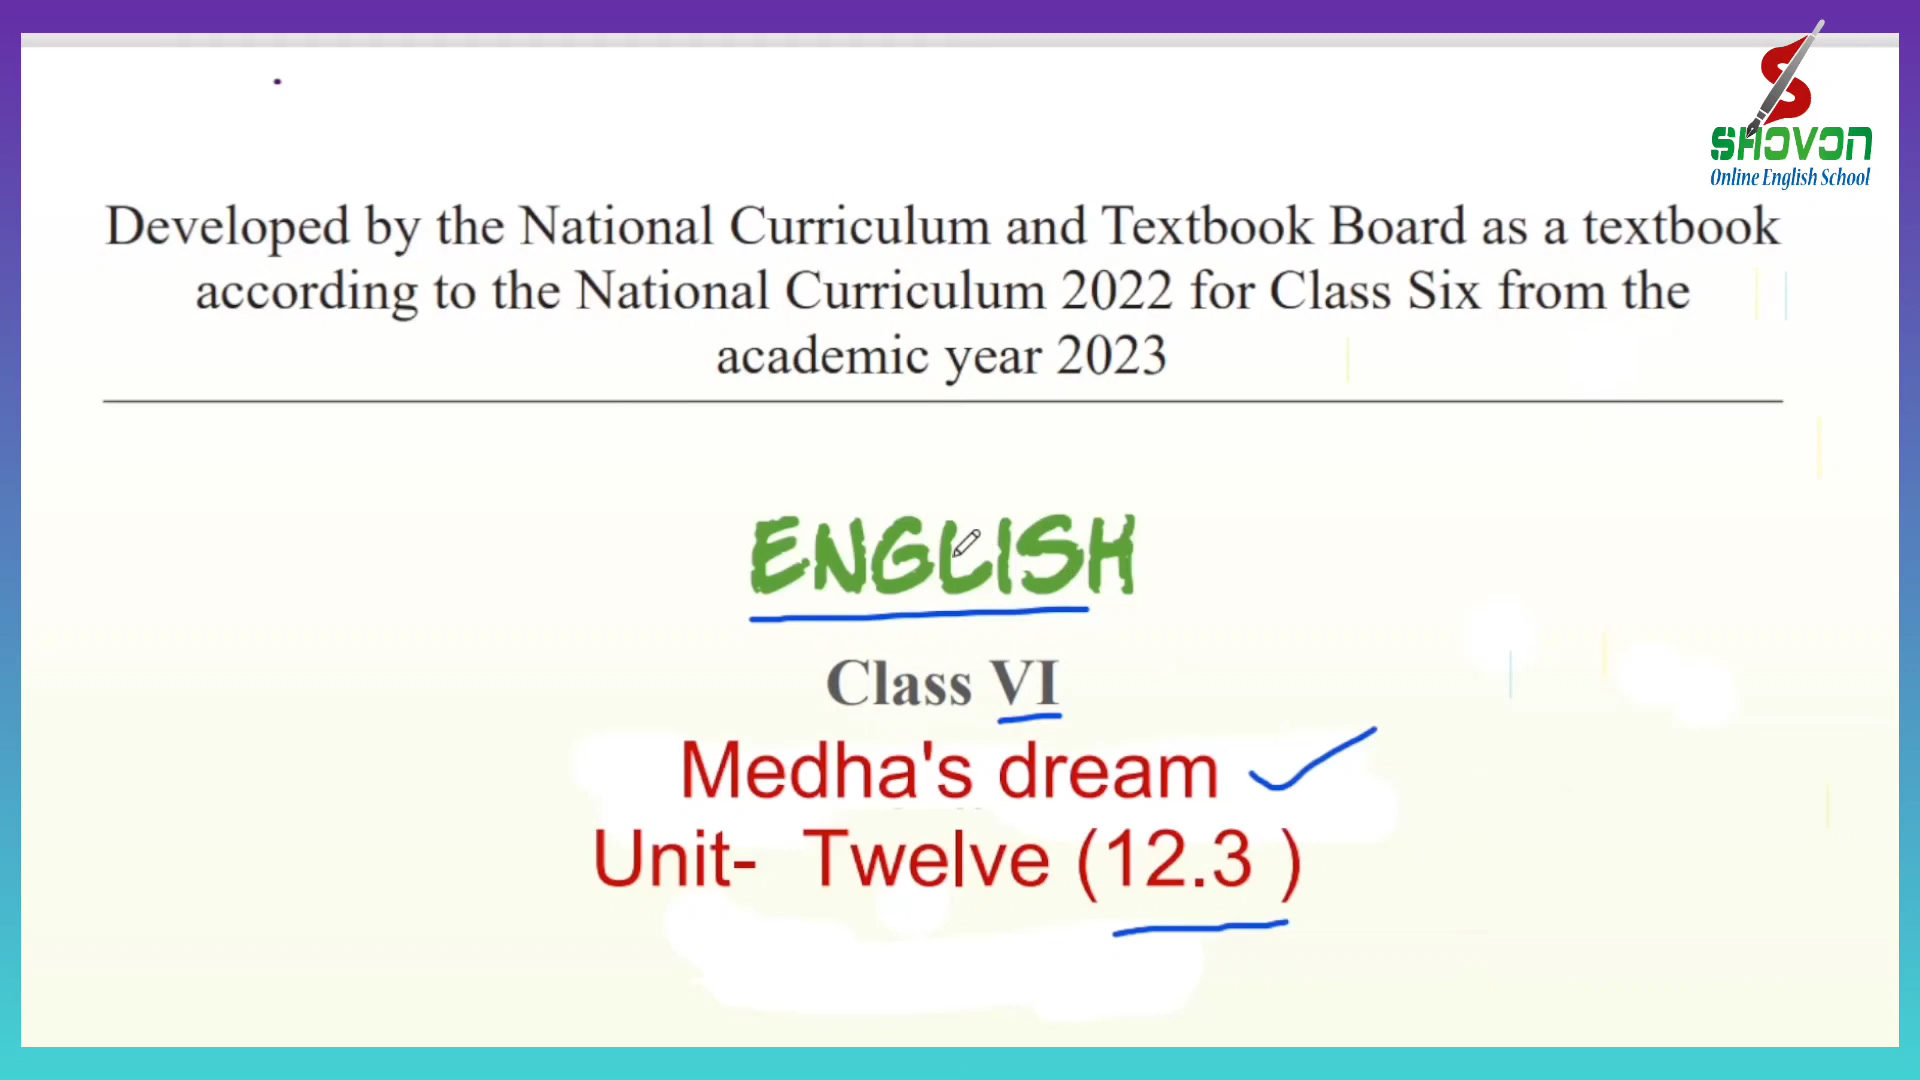 SHOVON
Online English School
Developed by the National Curriculum and Textbook Board as a textbook
according to the National Curriculum 2022 for Class Six from the
academic year 2023
ENGLISH
Class VI
Medha's dream
Unit- Twelve (12.3 )